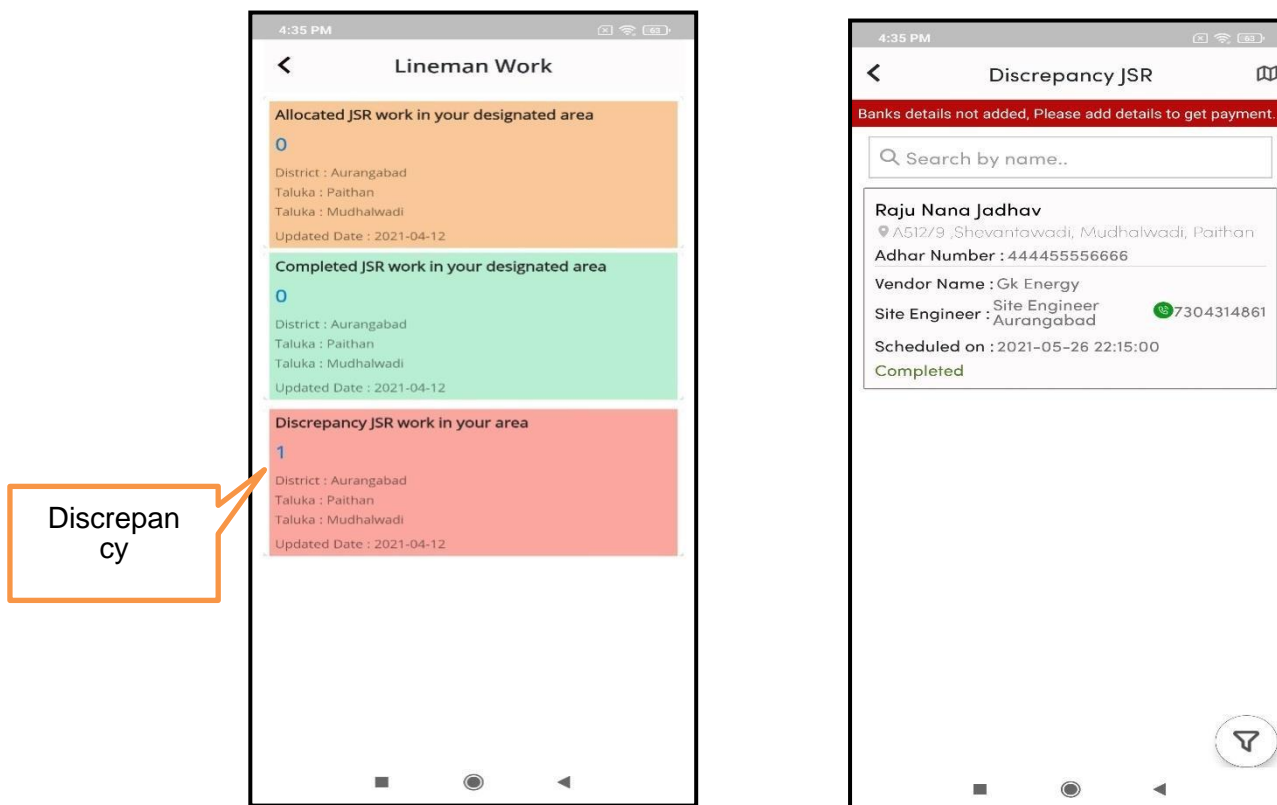 4:35 PM
63
Lineman Work
Allocated JSR work in your designated area
0
District : Aurangabad
Taluka : Paithan
Taluka : Mudhalwadi
Updated Date : 2021-04-12
Completed JSR work in your designated area
0
District : Aurangabad
Taluka : Paithan
Taluka : Mudhalwadi
Updated Date : 2021-04-12
Discrepancy JSR work in your area
1
District : Aurangabad
Taluka : Paithan
Taluka : Mudhalwadi
Updated Date : 2021-04-12
Discrepan
cy
4:35 PM
63
Discrepancy JSR
Banks details not added, Please add details to get payment.
Search by name..
Raju Nana Jadhav
A512/9 ,Shevantawadi, Mudhalwadi, Paithan
Adhar Number : 444455556666
Vendor Name : Gk Energy
Site Engineer : Site Engineer
Aurangabad
7304314861
Scheduled on : 2021-05-26 22:15:00
Completed